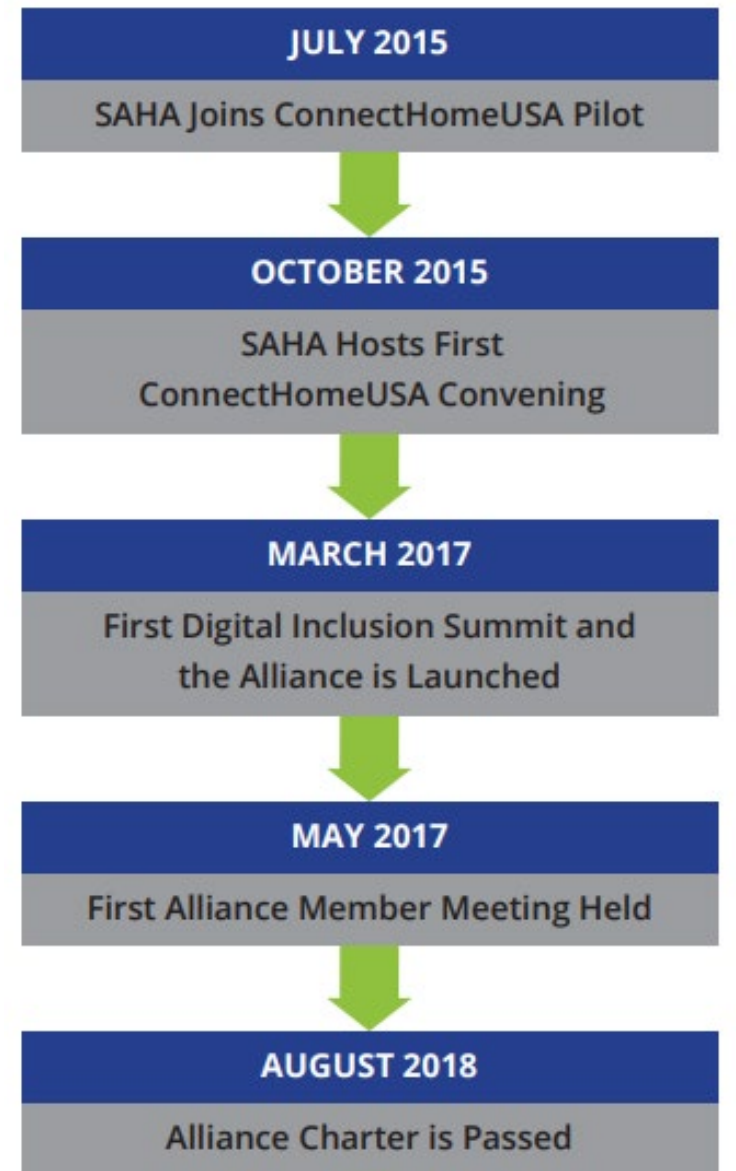 JULY 2015
SAHA Joins ConnectHomeUSA Pilot
OCTOBER 2015
SAHA Hosts First
ConnectHomeUSA Convening
MARCH 2017
First Digital Inclusion Summit and
the Alliance is Launched
MAY 2017
First Alliance Member Meeting Held
AUGUST 2018
Alliance Charter is Passed